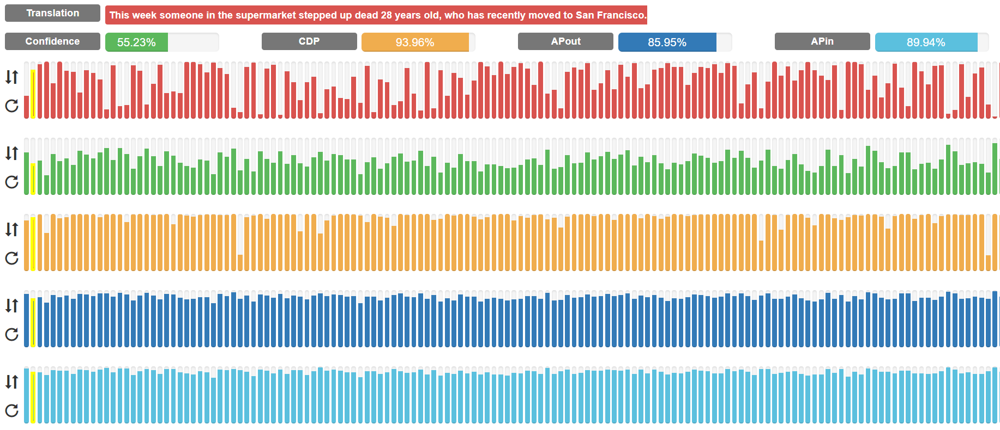 Translation
This week someone in the supermarket stepped up dead 28 years old, who has recently moved to San Francisco.
Confidence 55.23% CDP 93.96% APout 85.95% APin 89.94%